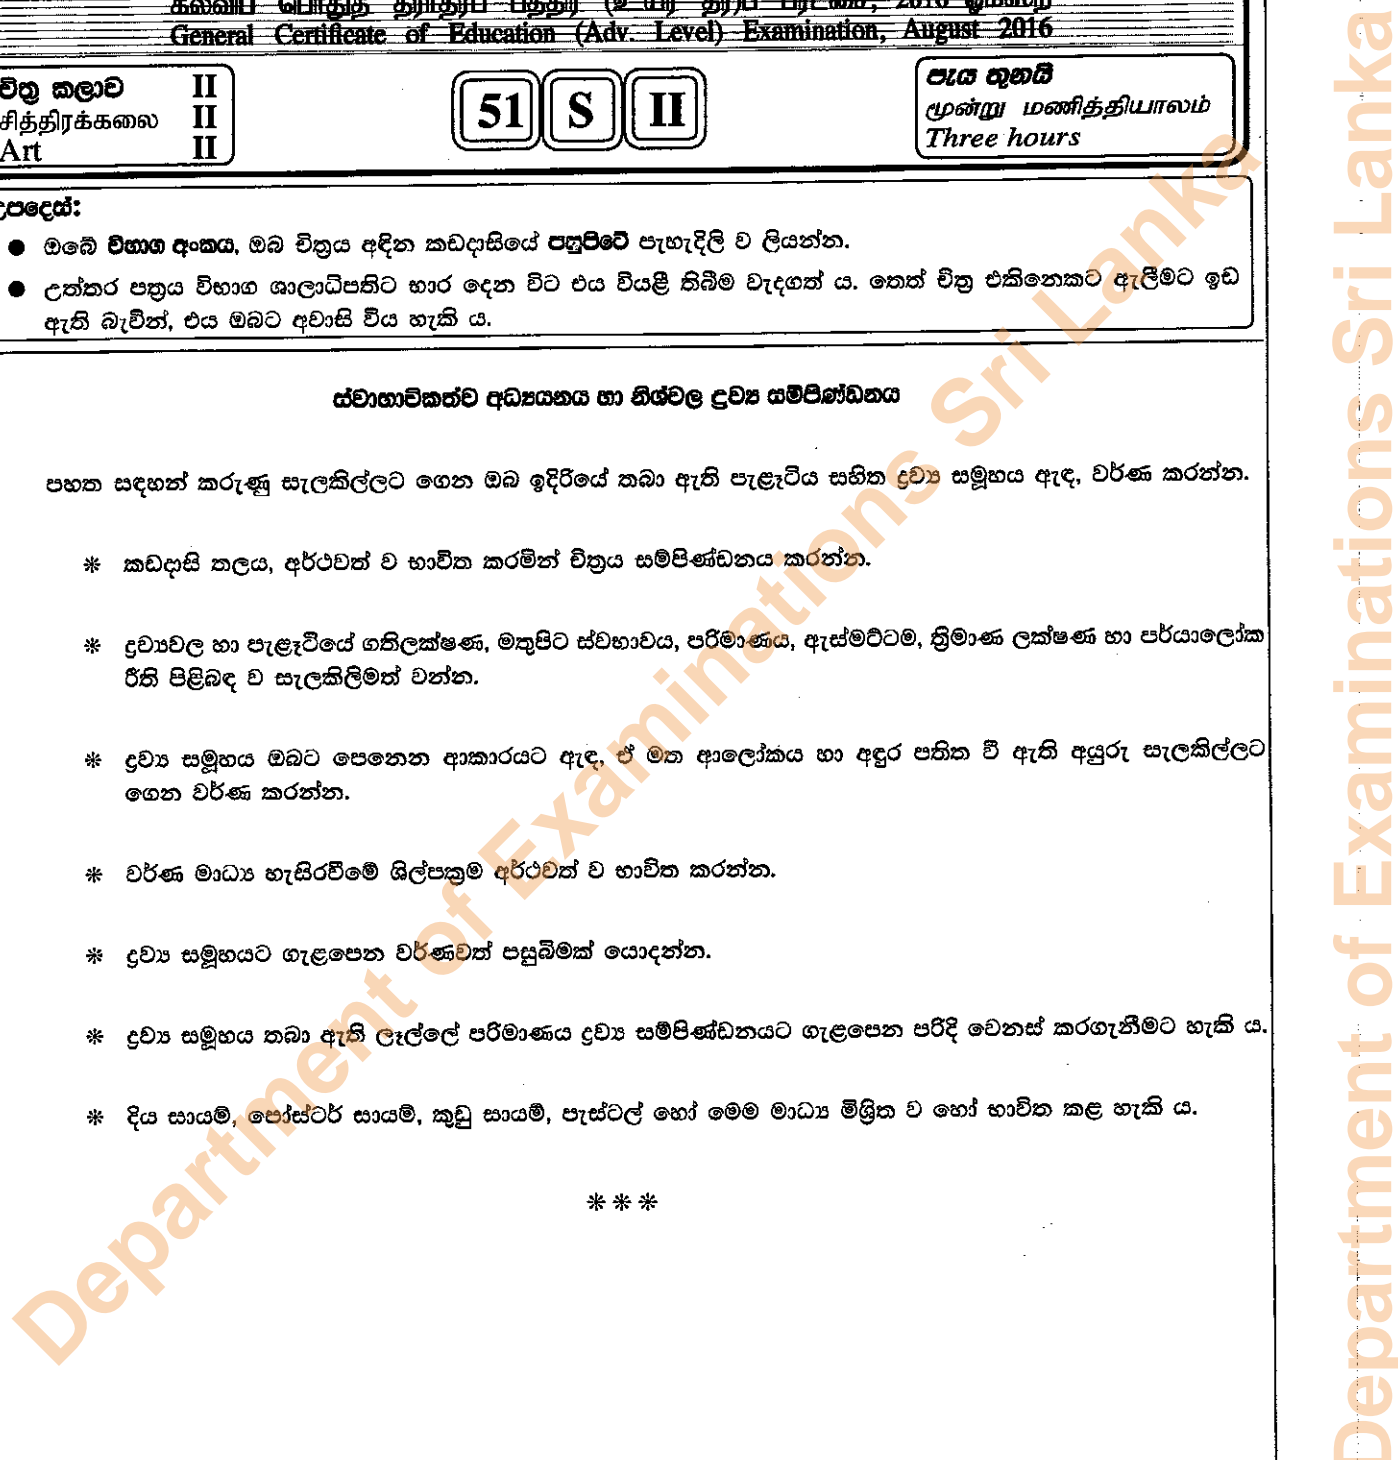 General Certificate of Education (Adv. Level) Examination, August 2016
චිත්‍ර කලාව II
சித்திரக்கலை II
Art II
51 S II
පැය තුනයි
மூன்று மணித்தியாலம்
Three hours
උපදෙස්:
● ඔබේ විභාග අංකය, ඔබ චිත්‍රය අඳින කඩදාසියේ පසුපිටේ පැහැදිලි ව ලියන්න.
● උත්තර පත්‍රය විභාග ශාලාධිපතිට භාර දෙන විට එය වියළී තිබීම වැදගත් ය. තෙත් චිත්‍ර එකිනෙකට ඇලීමට ඉඩ
ඇති බැවින්, එය ඔබට අවාසි විය හැකි ය.
ස්වාභාවිකත්ව අධ්‍යයනය හා නිශ්චල ද්‍රව්‍ය සම්පිණ්ඩනය
පහත සඳහන් කරුණු සැලකිල්ලට ගෙන ඔබ ඉදිරියේ තබා ඇති පැළෑටිය සහිත ද්‍රව්‍ය සමූහය ඇඳ, වර්ණ කරන්න.
❊ කඩදාසි තලය, අර්ථවත් ව භාවිත කරමින් චිත්‍රය සම්පිණ්ඩනය කරන්න.
❊ ද්‍රව්‍යවල හා පැළෑටියේ ගතිලක්ෂණ, මතුපිට ස්වභාවය, පරිමාණය, ඇස්මට්ටම, ත්‍රිමාණ ලක්ෂණ හා පර්යාලෝක
රීති පිළිබඳ ව සැලකිලිමත් වන්න.
❊ ද්‍රව්‍ය සමූහය ඔබට පෙනෙන ආකාරයට ඇඳ, ඒ මත ආලෝකය හා අඳුර පතිත වී ඇති අයුරු සැලකිල්ලට
ගෙන වර්ණ කරන්න.
❊ වර්ණ මාධ්‍ය හැසිරවීමේ ශිල්පක්‍රම අර්ථවත් ව භාවිත කරන්න.
❊ ද්‍රව්‍ය සමූහයට ගැළපෙන වර්ණවත් පසුබිමක් යොදන්න.
❊ ද්‍රව්‍ය සමූහය තබා ඇති ලෑල්ලේ පරිමාණය ද්‍රව්‍ය සම්පිණ්ඩනයට ගැළපෙන පරිදි වෙනස් කරගැනීමට හැකි ය.
❊ දිය සායම්, පෝස්ටර් සායම්, කුඩු සායම්, පැස්ටල් හෝ මෙම මාධ්‍ය මිශ්‍රිත ව හෝ භාවිත කළ හැකි ය.
❊ ❊ ❊
Department of Examinations Sri Lanka
Department of Examinations Sri Lanka